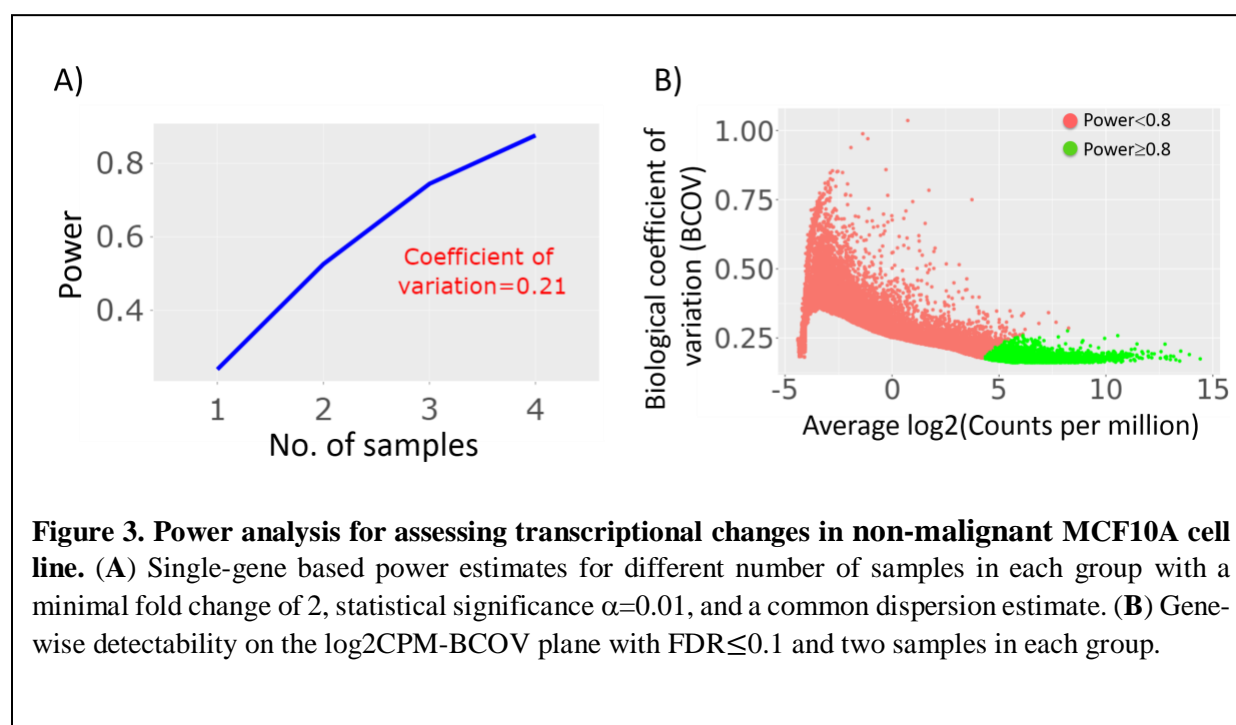 A)
Power
0.8
0.6
0.4
Coefficient of
variation=0.21
1 2 3 4
No. of samples
B)
Biological coefficient of
variation (BCOV)
1.00
0.75
0.50
0.25
Power<0.8
Power≥0.8
-5 0 5 10 15
Average log2(Counts per million)
Figure 3. Power analysis for assessing transcriptional changes in non-malignant MCF10A cell
line. (A) Single-gene based power estimates for different number of samples in each group with a
minimal fold change of 2, statistical significance α=0.01, and a common dispersion estimate. (B) Gene-
wise detectability on the log2CPM-BCOV plane with FDR≤0.1 and two samples in each group.